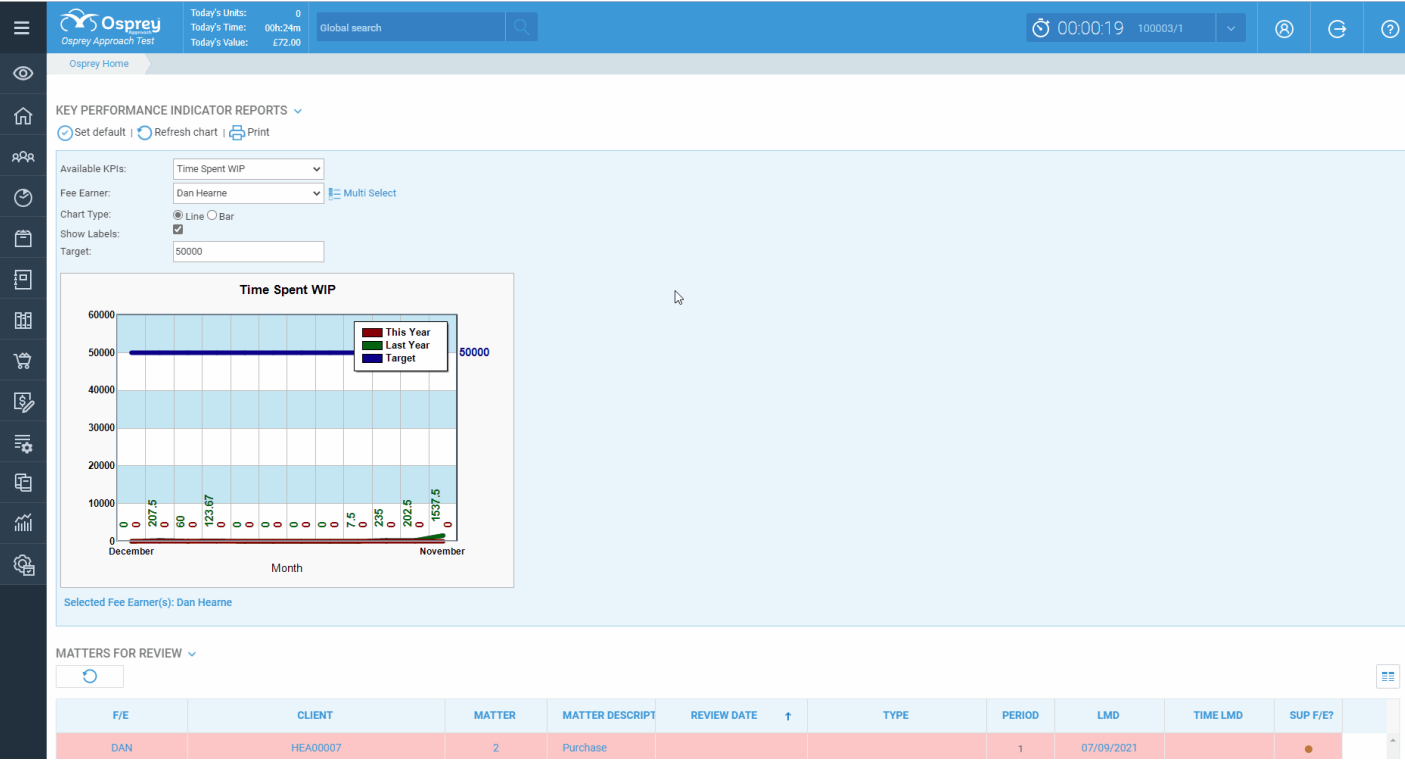 Osprey
Approach
Osprey Approach Test
Today's Units: 0
Today's Time: 00h:24m
Today's Value: £72.00
Global search
00:00:19 100003/1
?
Osprey Home
KEY PERFORMANCE INDICATOR REPORTS
Set default | Refresh chart | Print
Available KPIs: Time Spent WIP
Fee Earner: Dan Hearne Multi Select
Chart Type: Line Bar
Show Labels:
Target: 50000
Time Spent WIP
60000
This Year
Last Year
Target
50000 50000
40000
30000
20000
10000
0 0 207.5 0 60 0 123.67 0 0 0 0 0 0 0 0 0 7.5 0 235 0 202.5 0 1537.5 0
0
December November
Month
Selected Fee Earner(s): Dan Hearne
MATTERS FOR REVIEW
F/E CLIENT MATTER MATTER DESCRIPT REVIEW DATE TYPE PERIOD LMD TIME LMD SUP F/E?
DAN HEA00007 2 Purchase 1 07/09/2021